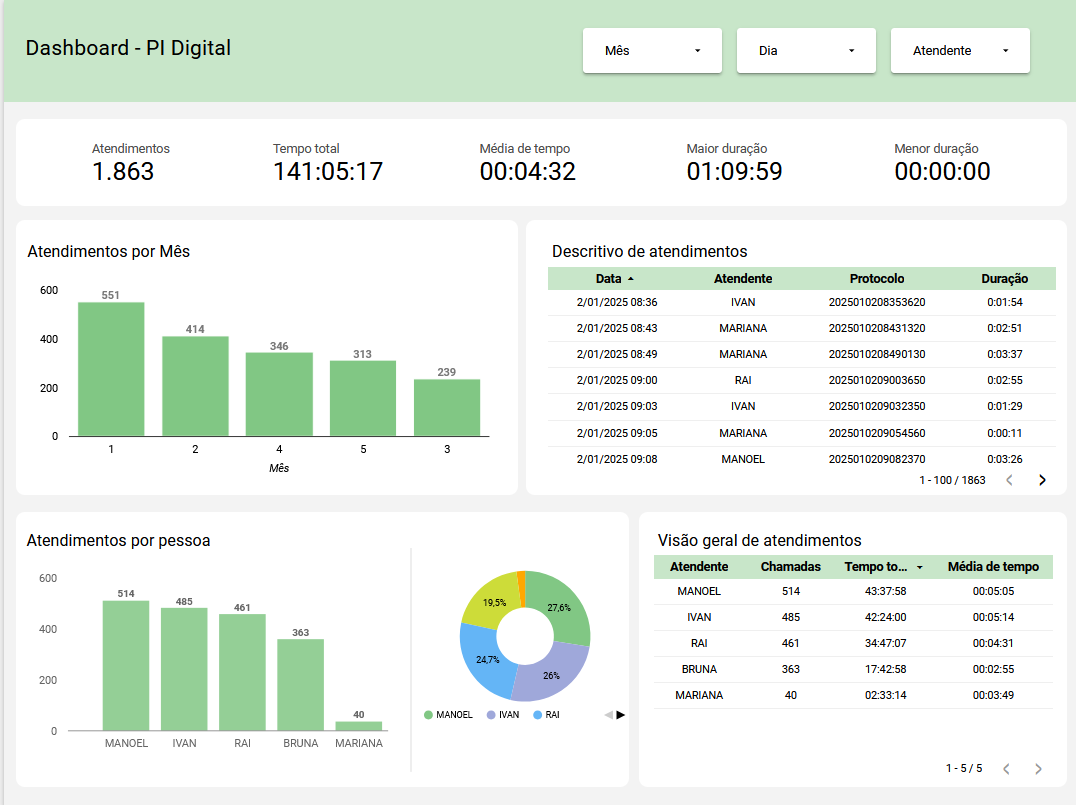 Dashboard - PI Digital
Mês
Dia
Atendente
Atendimentos
1.863
Tempo total
141:05:17
Média de tempo
00:04:32
Maior duração
01:09:59
Menor duração
00:00:00
Atendimentos por Mês
600
400
200
0
551
414
346
313
239
1 2 4 5 3
Mês
Descritivo de atendimentos
Data Atendente Protocolo Duração
2/01/2025 08:36 IVAN 2025010208353620 0:01:54
2/01/2025 08:43 MARIANA 2025010208431320 0:02:51
2/01/2025 08:49 MARIANA 2025010208490130 0:03:37
2/01/2025 09:00 RAI 2025010209003650 0:02:55
2/01/2025 09:03 IVAN 2025010209032350 0:01:29
2/01/2025 09:05 MARIANA 2025010209054560 0:00:11
2/01/2025 09:08 MANOEL 2025010209082370 0:03:26
1 - 100 / 1863
Atendimentos por pessoa
600
400
200
0
514
485
461
363
40
MANOEL IVAN RAI BRUNA MARIANA
27,6%
26%
24,7%
19,5%
MANOEL IVAN RAI
Visão geral de atendimentos
Atendente Chamadas Tempo to... Média de tempo
MANOEL 514 43:37:58 00:05:05
IVAN 485 42:24:00 00:05:14
RAI 461 34:47:07 00:04:31
BRUNA 363 17:42:58 00:02:55
MARIANA 40 02:33:14 00:03:49
1 - 5 / 5